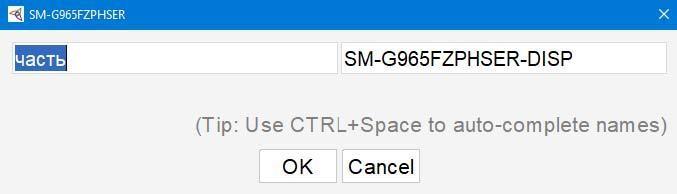 SM-G965FZPHSER
часть SM-G965FZPHSER-DISP
(Tip: Use CTRL+Space to auto-complete names)
OK Cancel